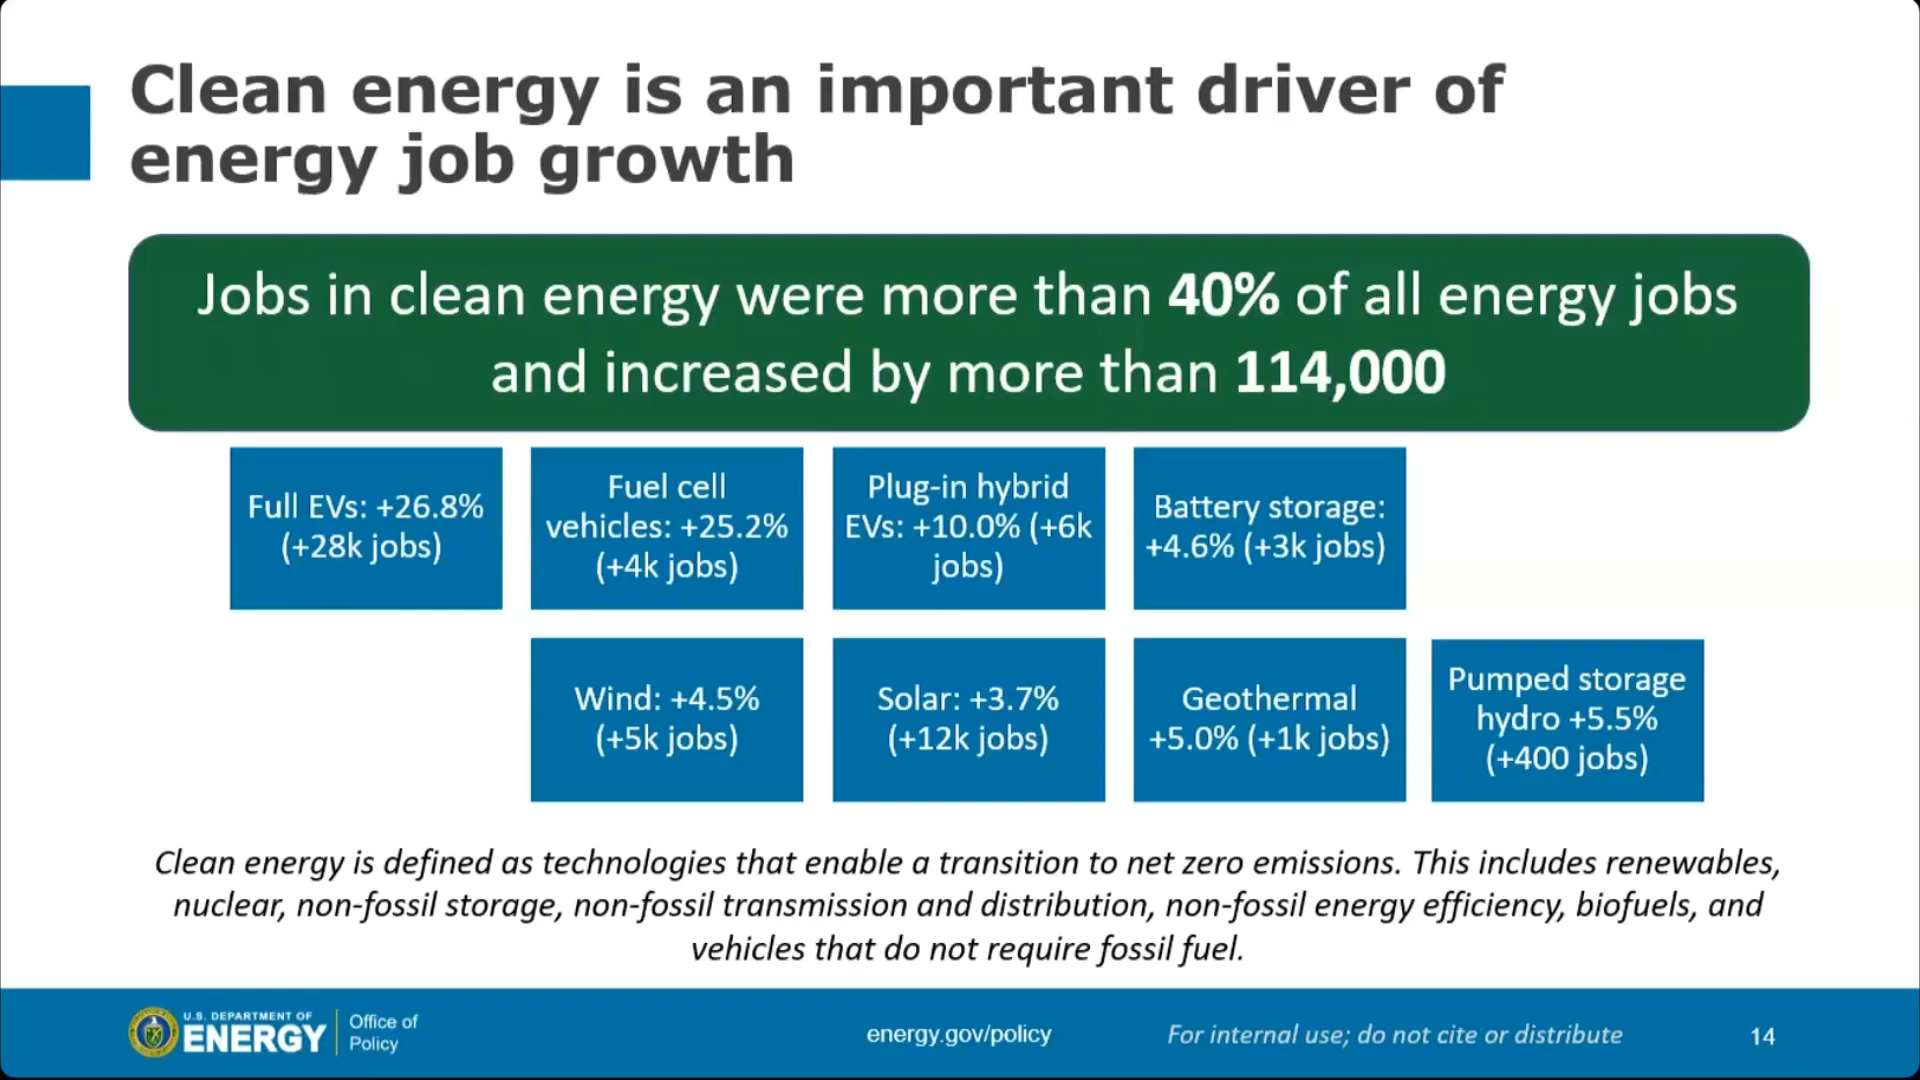 Clean energy is an important driver of
energy job growth
Jobs in clean energy were more than 40% of all energy jobs
and increased by more than 114,000
Full EVs: +26.8%
(+28k jobs)
Fuel cell
vehicles: +25.2%
(+4k jobs)
Plug-in hybrid
EVs: +10.0% (+6k
jobs)
Battery storage:
+4.6% (+3k jobs)
Wind: +4.5%
(+5k jobs)
Solar: +3.7%
(+12k jobs)
Geothermal
+5.0% (+1k jobs)
Pumped storage
hydro +5.5%
(+400 jobs)
Clean energy is defined as technologies that enable a transition to net zero emissions. This includes renewables,
nuclear, non-fossil storage, non-fossil transmission and distribution, non-fossil energy efficiency, biofuels, and
vehicles that do not require fossil fuel.
U.S. DEPARTMENT OF
ENERGY
Office of
Policy
energy.gov/policy
For internal use; do not cite or distribute
14